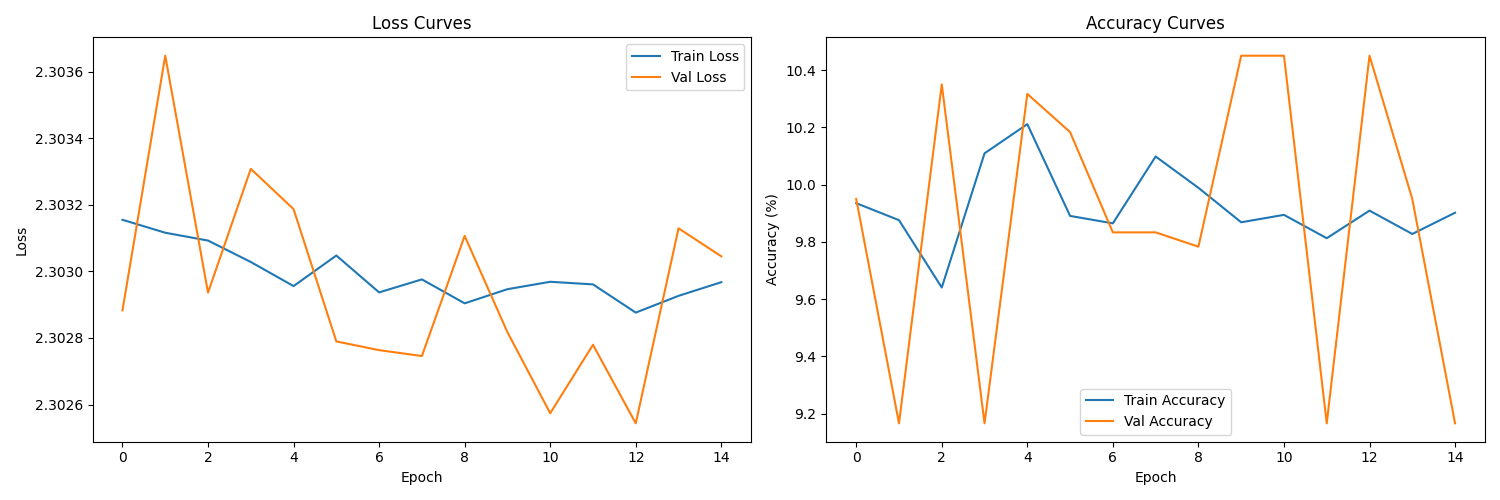 Loss Curves
2.3036
2.3034
2.3032
2.3030
2.3028
2.3026
Loss
0 2 4 6 8 10 12 14
Epoch
Train Loss
Val Loss
Accuracy Curves
10.4
10.2
10.0
9.8
9.6
9.4
9.2
Accuracy (%)
0 2 4 6 8 10 12 14
Epoch
Train Accuracy
Val Accuracy